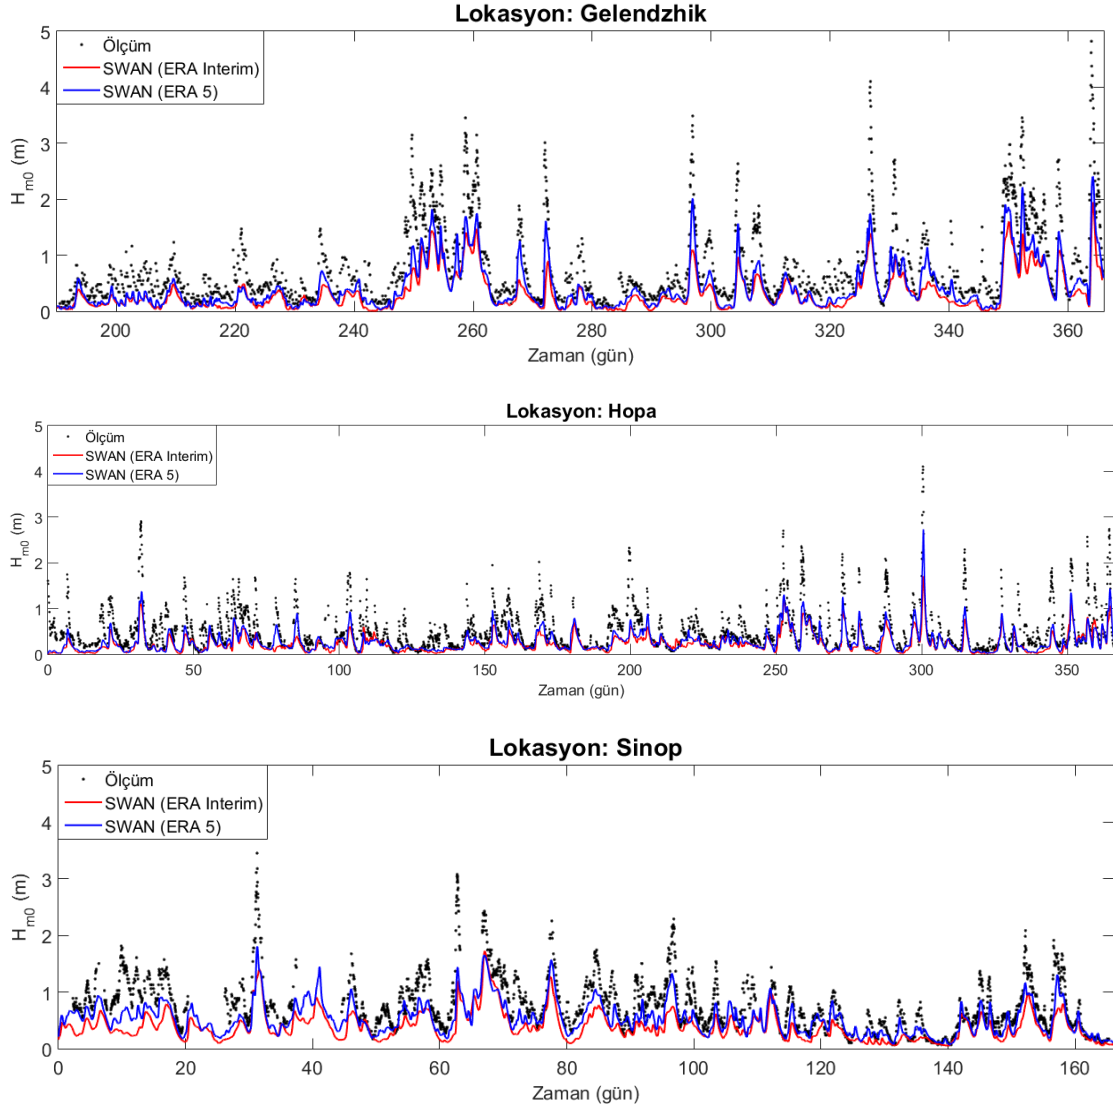 Lokasyon: Gelendzhik
5
4
3
2
1
0
H_m0 (m)
Ölçüm
SWAN (ERA Interim)
SWAN (ERA 5)
200 220 240 260 280 300 320 340 360
Zaman (gün)
Lokasyon: Hopa
5
4
3
2
1
0
H_m0 (m)
Ölçüm
SWAN (ERA Interim)
SWAN (ERA 5)
0 50 100 150 200 250 300 350
Zaman (gün)
Lokasyon: Sinop
5
4
3
2
1
0
H_m0 (m)
Ölçüm
SWAN (ERA Interim)
SWAN (ERA 5)
0 20 40 60 80 100 120 140 160
Zaman (gün)